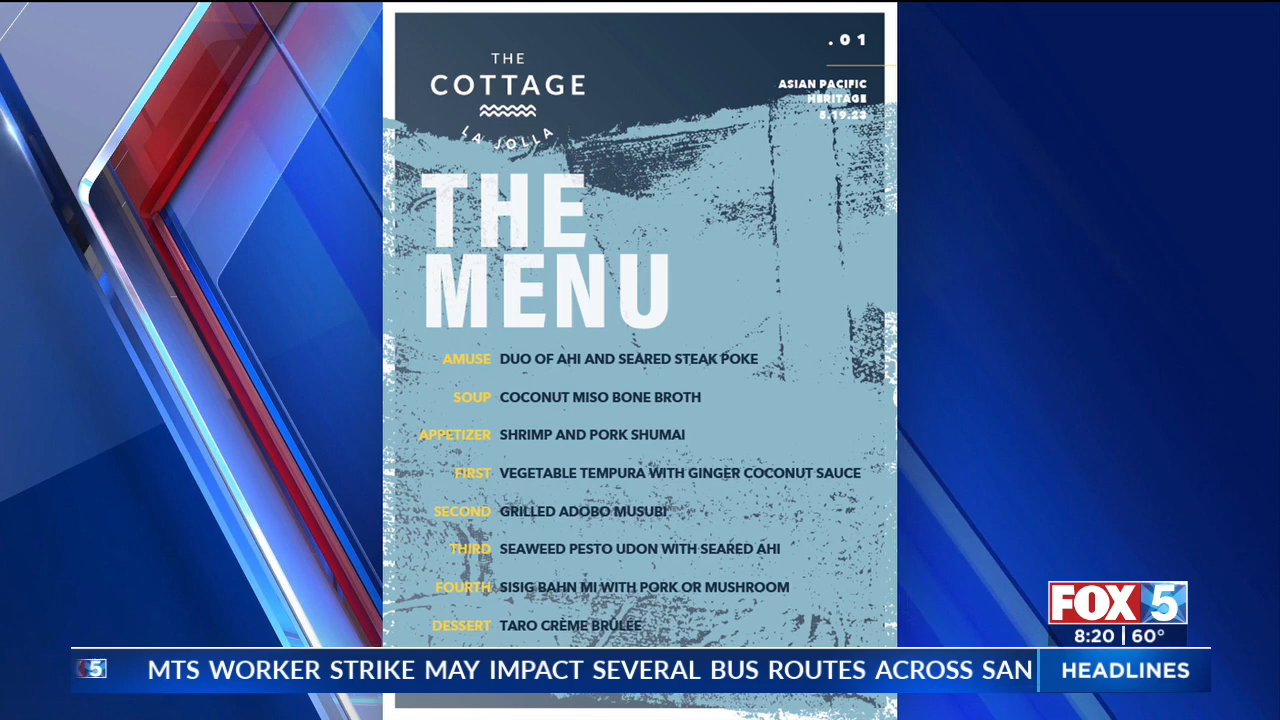 THE
COTTAGE
LA JOLLA
.01
ASIAN PACIFIC
HERITAGE
5.19.23
THE
MENU
AMUSE DUO OF AHI AND SEARED STEAK POKE
SOUP COCONUT MISO BONE BROTH
APPETIZER SHRIMP AND PORK SHUMAI
FIRST VEGETABLE TEMPURA WITH GINGER COCONUT SAUCE
SECOND GRILLED ADOBO MUSUBI
THIRD SEAWEED PESTO UDON WITH SEARED AHI
FOURTH SISIG BAHN MI WITH PORK OR MUSHROOM
DESSERT TARO CRÈME BRÛLÉE
FOX 5
8:20 60°
5 MTS WORKER STRIKE MAY IMPACT SEVERAL BUS ROUTES ACROSS SAN HEADLINES